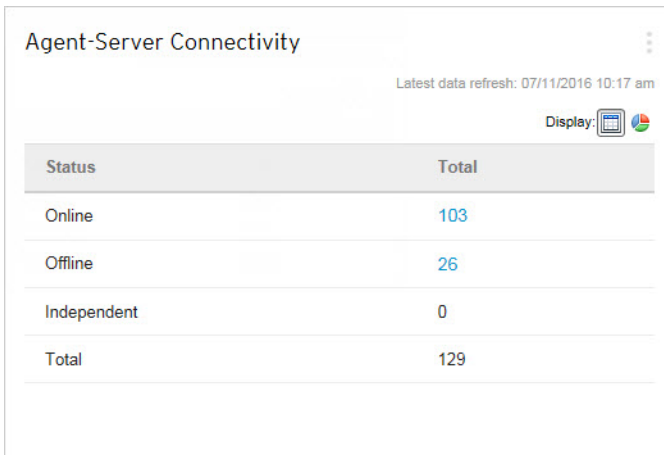 Agent-Server Connectivity
Latest data refresh: 07/11/2016 10:17 am
Display:
Status Total
Online 103
Offline 26
Independent 0
Total 129